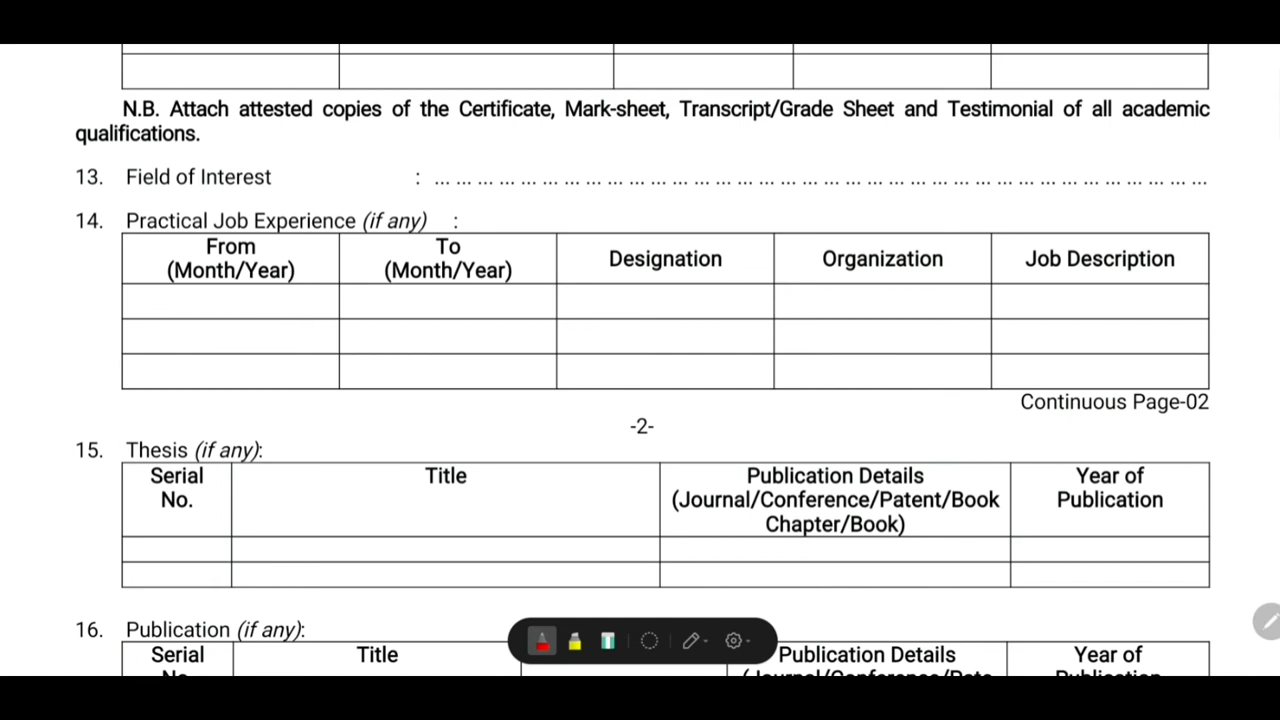 N.B. Attach attested copies of the Certificate, Mark-sheet, Transcript/Grade Sheet and Testimonial of all academic
qualifications.
13. Field of Interest : ... ... ... ... ... ... ... ... ... ... ... ... ... ... ... ... ... ... ... ... ... ... ... ... ... ... ... ... ... ... ... ... ... ... ... ...
14. Practical Job Experience (if any) :
From To
(Month/Year) (Month/Year) Designation Organization Job Description
Continuous Page-02
-2-
15. Thesis (if any):
Serial Title Publication Details Year of
No. (Journal/Conference/Patent/Book Publication
Chapter/Book)
16. Publication (if any):
Serial Title Publication Details Year of